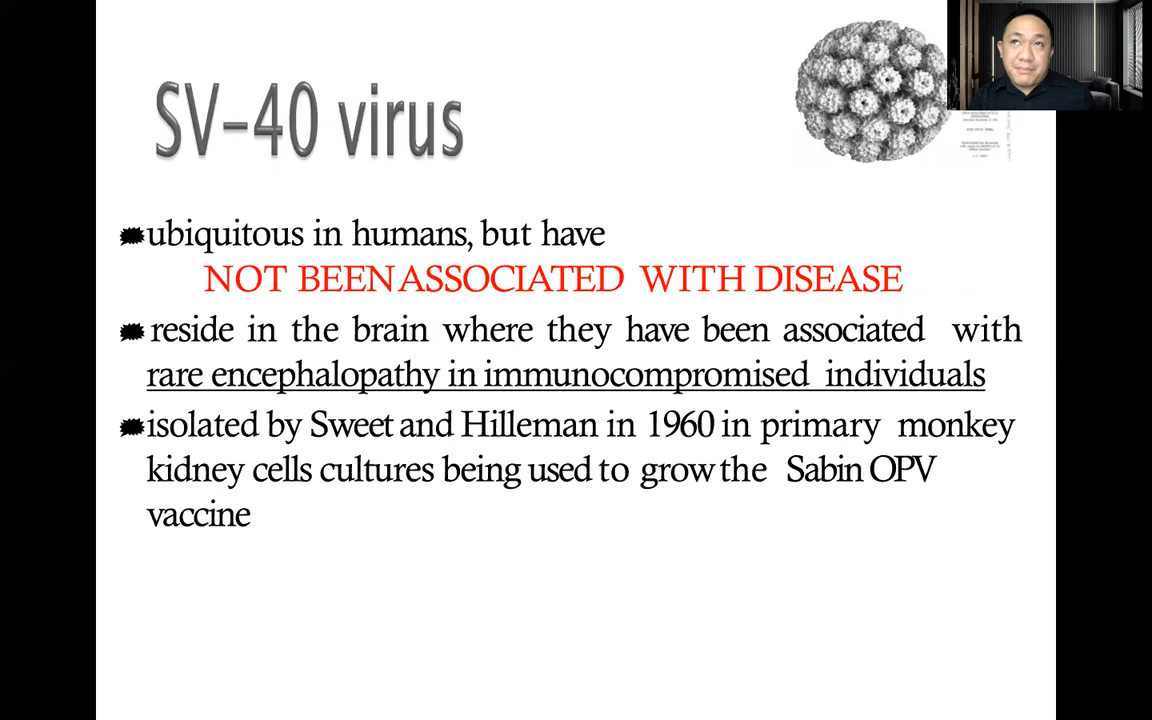 SV-40 virus
ubiquitous in humans, but have
NOT BEEN ASSOCIATED WITH DISEASE
reside in the brain where they have been associated with
rare encephalopathy in immunocompromised individuals
isolated by Sweet and Hilleman in 1960 in primary monkey
kidney cells cultures being used to grow the Sabin OPV
vaccine